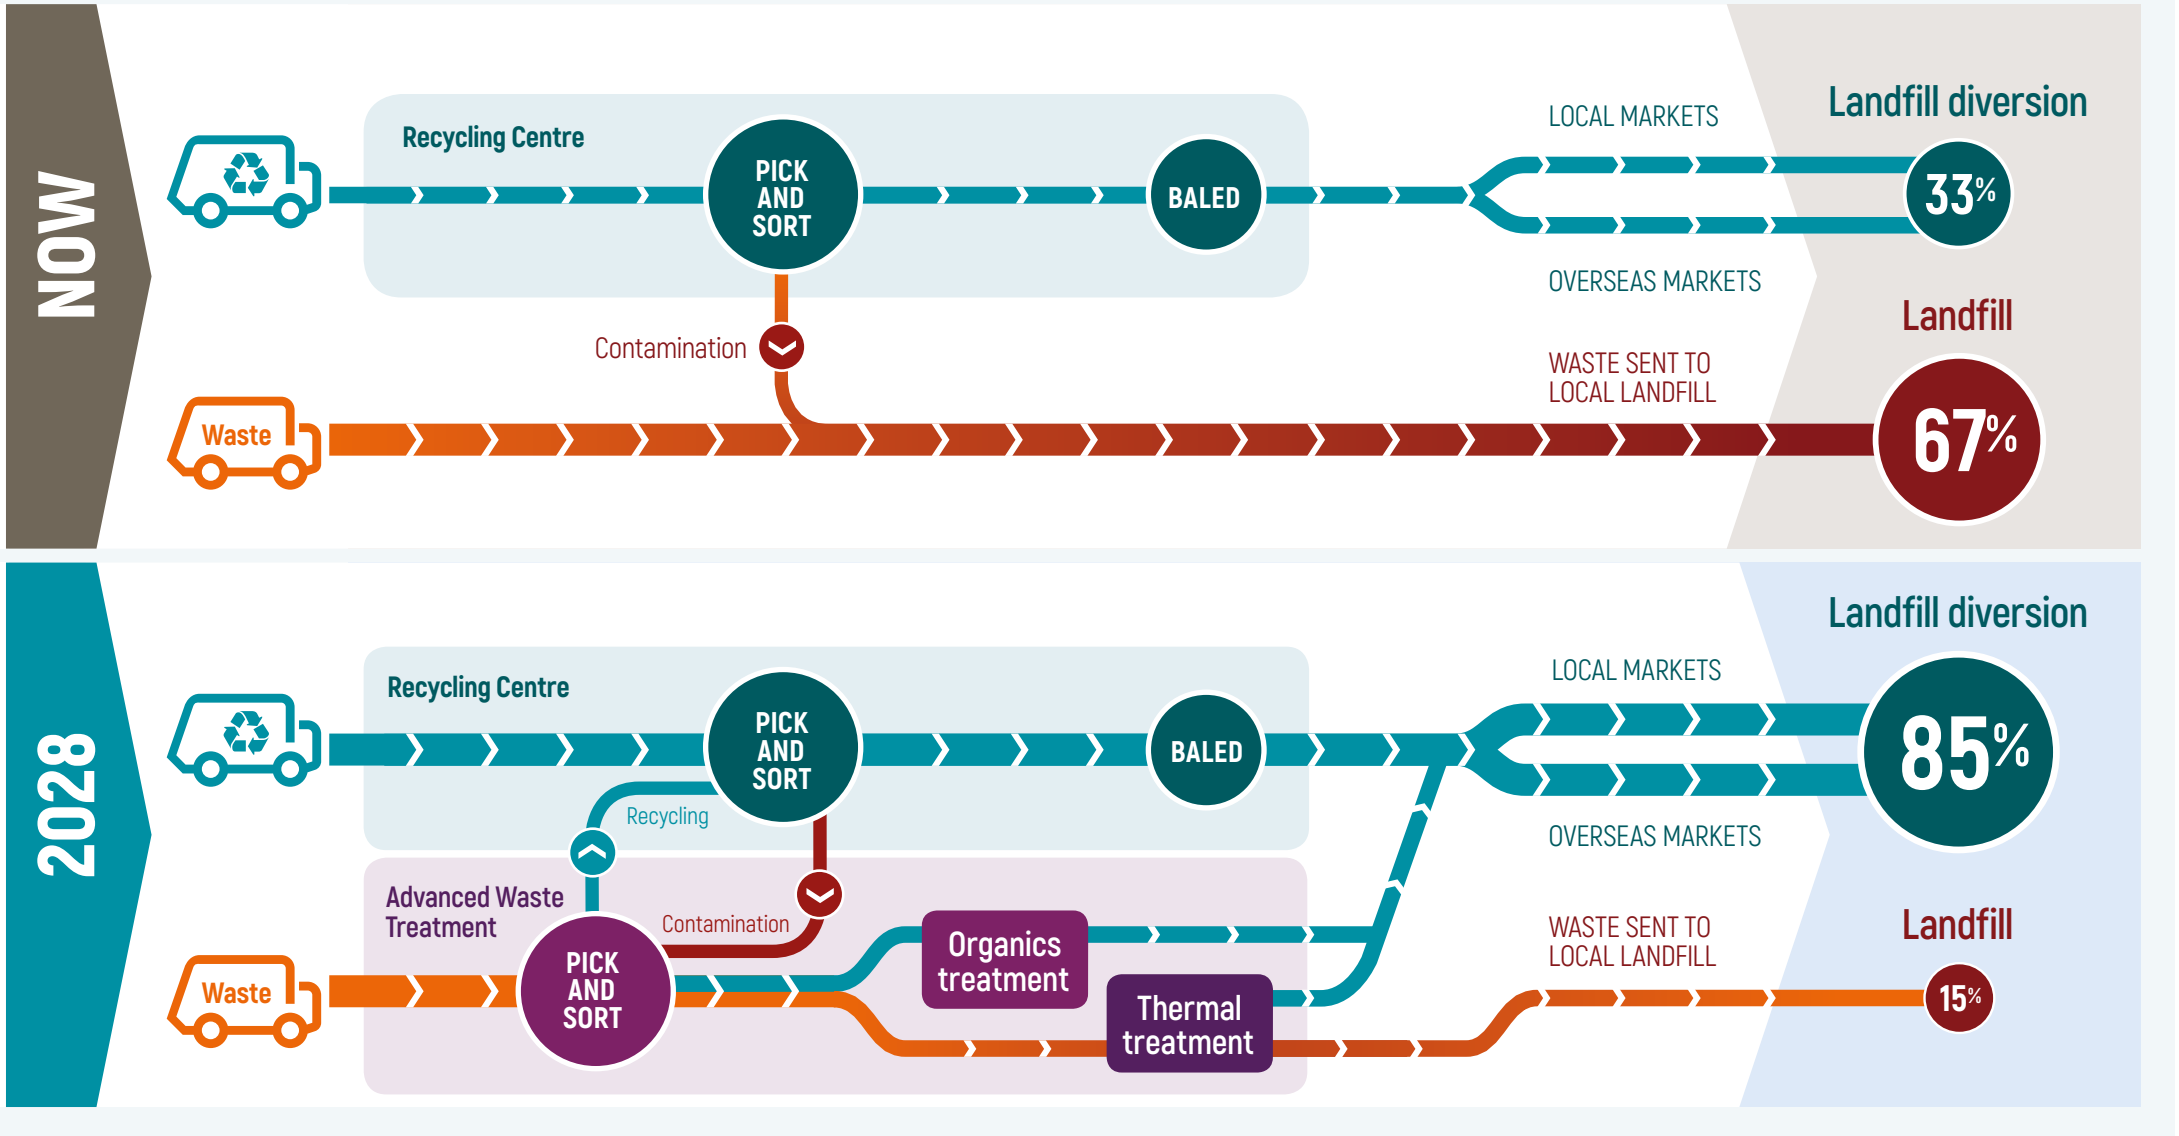 NOW
Recycling Centre
PICK
AND
SORT
BALED
LOCAL MARKETS
OVERSEAS MARKETS
Landfill diversion
33%
Contamination
Waste
WASTE SENT TO
LOCAL LANDFILL
Landfill
67%
2028
Recycling Centre
PICK
AND
SORT
BALED
LOCAL MARKETS
OVERSEAS MARKETS
Landfill diversion
85%
Recycling
Contamination
Advanced Waste
Treatment
Waste
PICK
AND
SORT
Organics
treatment
Thermal
treatment
WASTE SENT TO
LOCAL LANDFILL
Landfill
15%